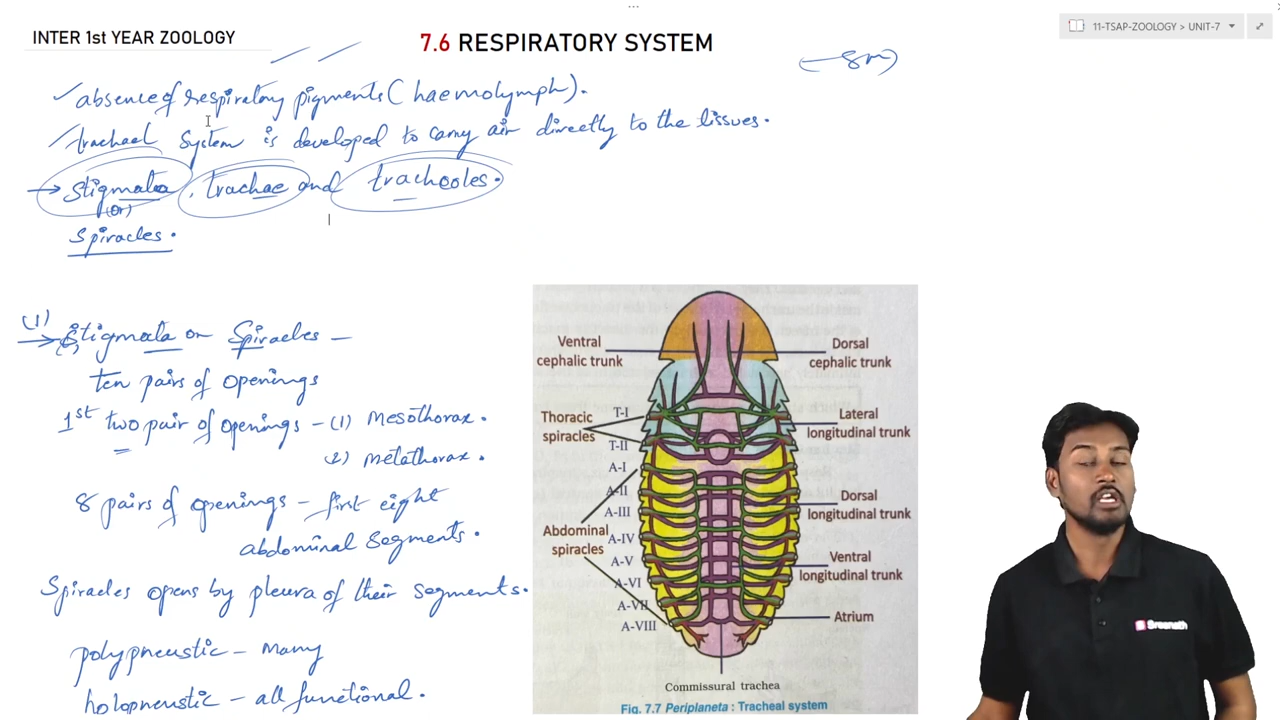 INTER 1st YEAR ZOOLOGY
7.6 RESPIRATORY SYSTEM
11-TSAP-ZOOLOGY > UNIT-7
8m
absence of respiratory pigments (haemolymph).
trachael System is developed to carry air directly to the tissues.
→ Stigmata, trachae and trachooles.
(or)
Spiracles.
(1)
→ Stigmata or Spiracles –
ten pairs of openings
1st two pair of openings – (1) Mesothorax.
2) Metathorax.
8 pairs of openings – first eight
abdominal segments.
Spiracles opens by pleura of their segments.
polypneustic – many
holopneustic – all functional.
Ventral
cephalic trunk
Dorsal
cephalic trunk
Thoracic
spiracles
T-I
T-II
Lateral
longitudinal trunk
A-I
A-II
A-III
A-IV
A-V
A-VI
A-VII
A-VIII
Dorsal
longitudinal trunk
Abdominal
spiracles
Ventral
longitudinal trunk
Atrium
Commissural trachea
Fig. 7.7 Periplaneta : Tracheal system
Sreenath